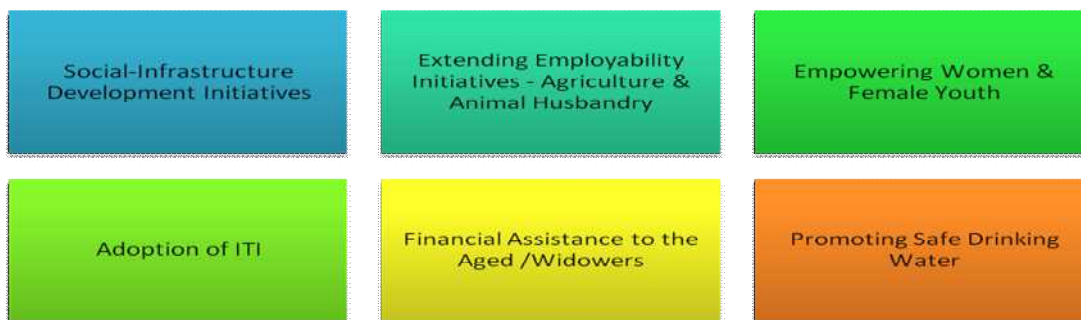 Social-Infrastructure
Development Initiatives
Extending Employability
Initiatives - Agriculture &
Animal Husbandry
Empowering Women &
Female Youth
Adoption of ITI
Financial Assistance to the
Aged /Widowers
Promoting Safe Drinking
Water